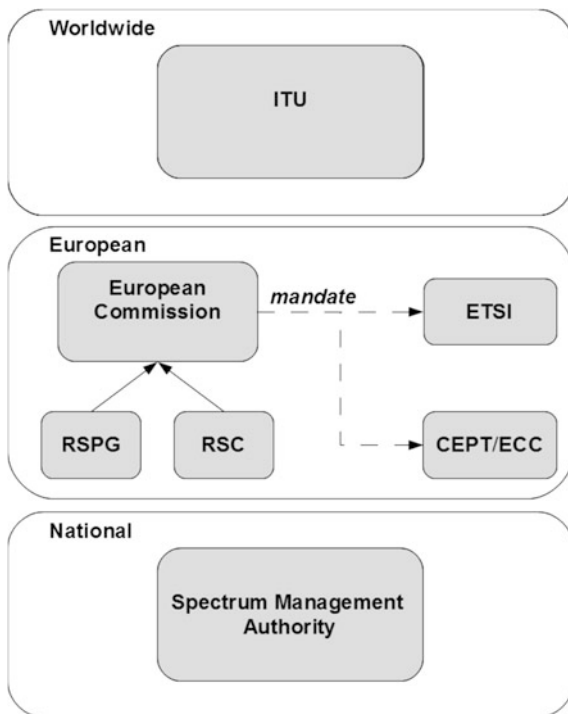 Worldwide
ITU
European
European
Commission
mandate
ETSI
RSPG
RSC
CEPT/ECC
National
Spectrum Management
Authority